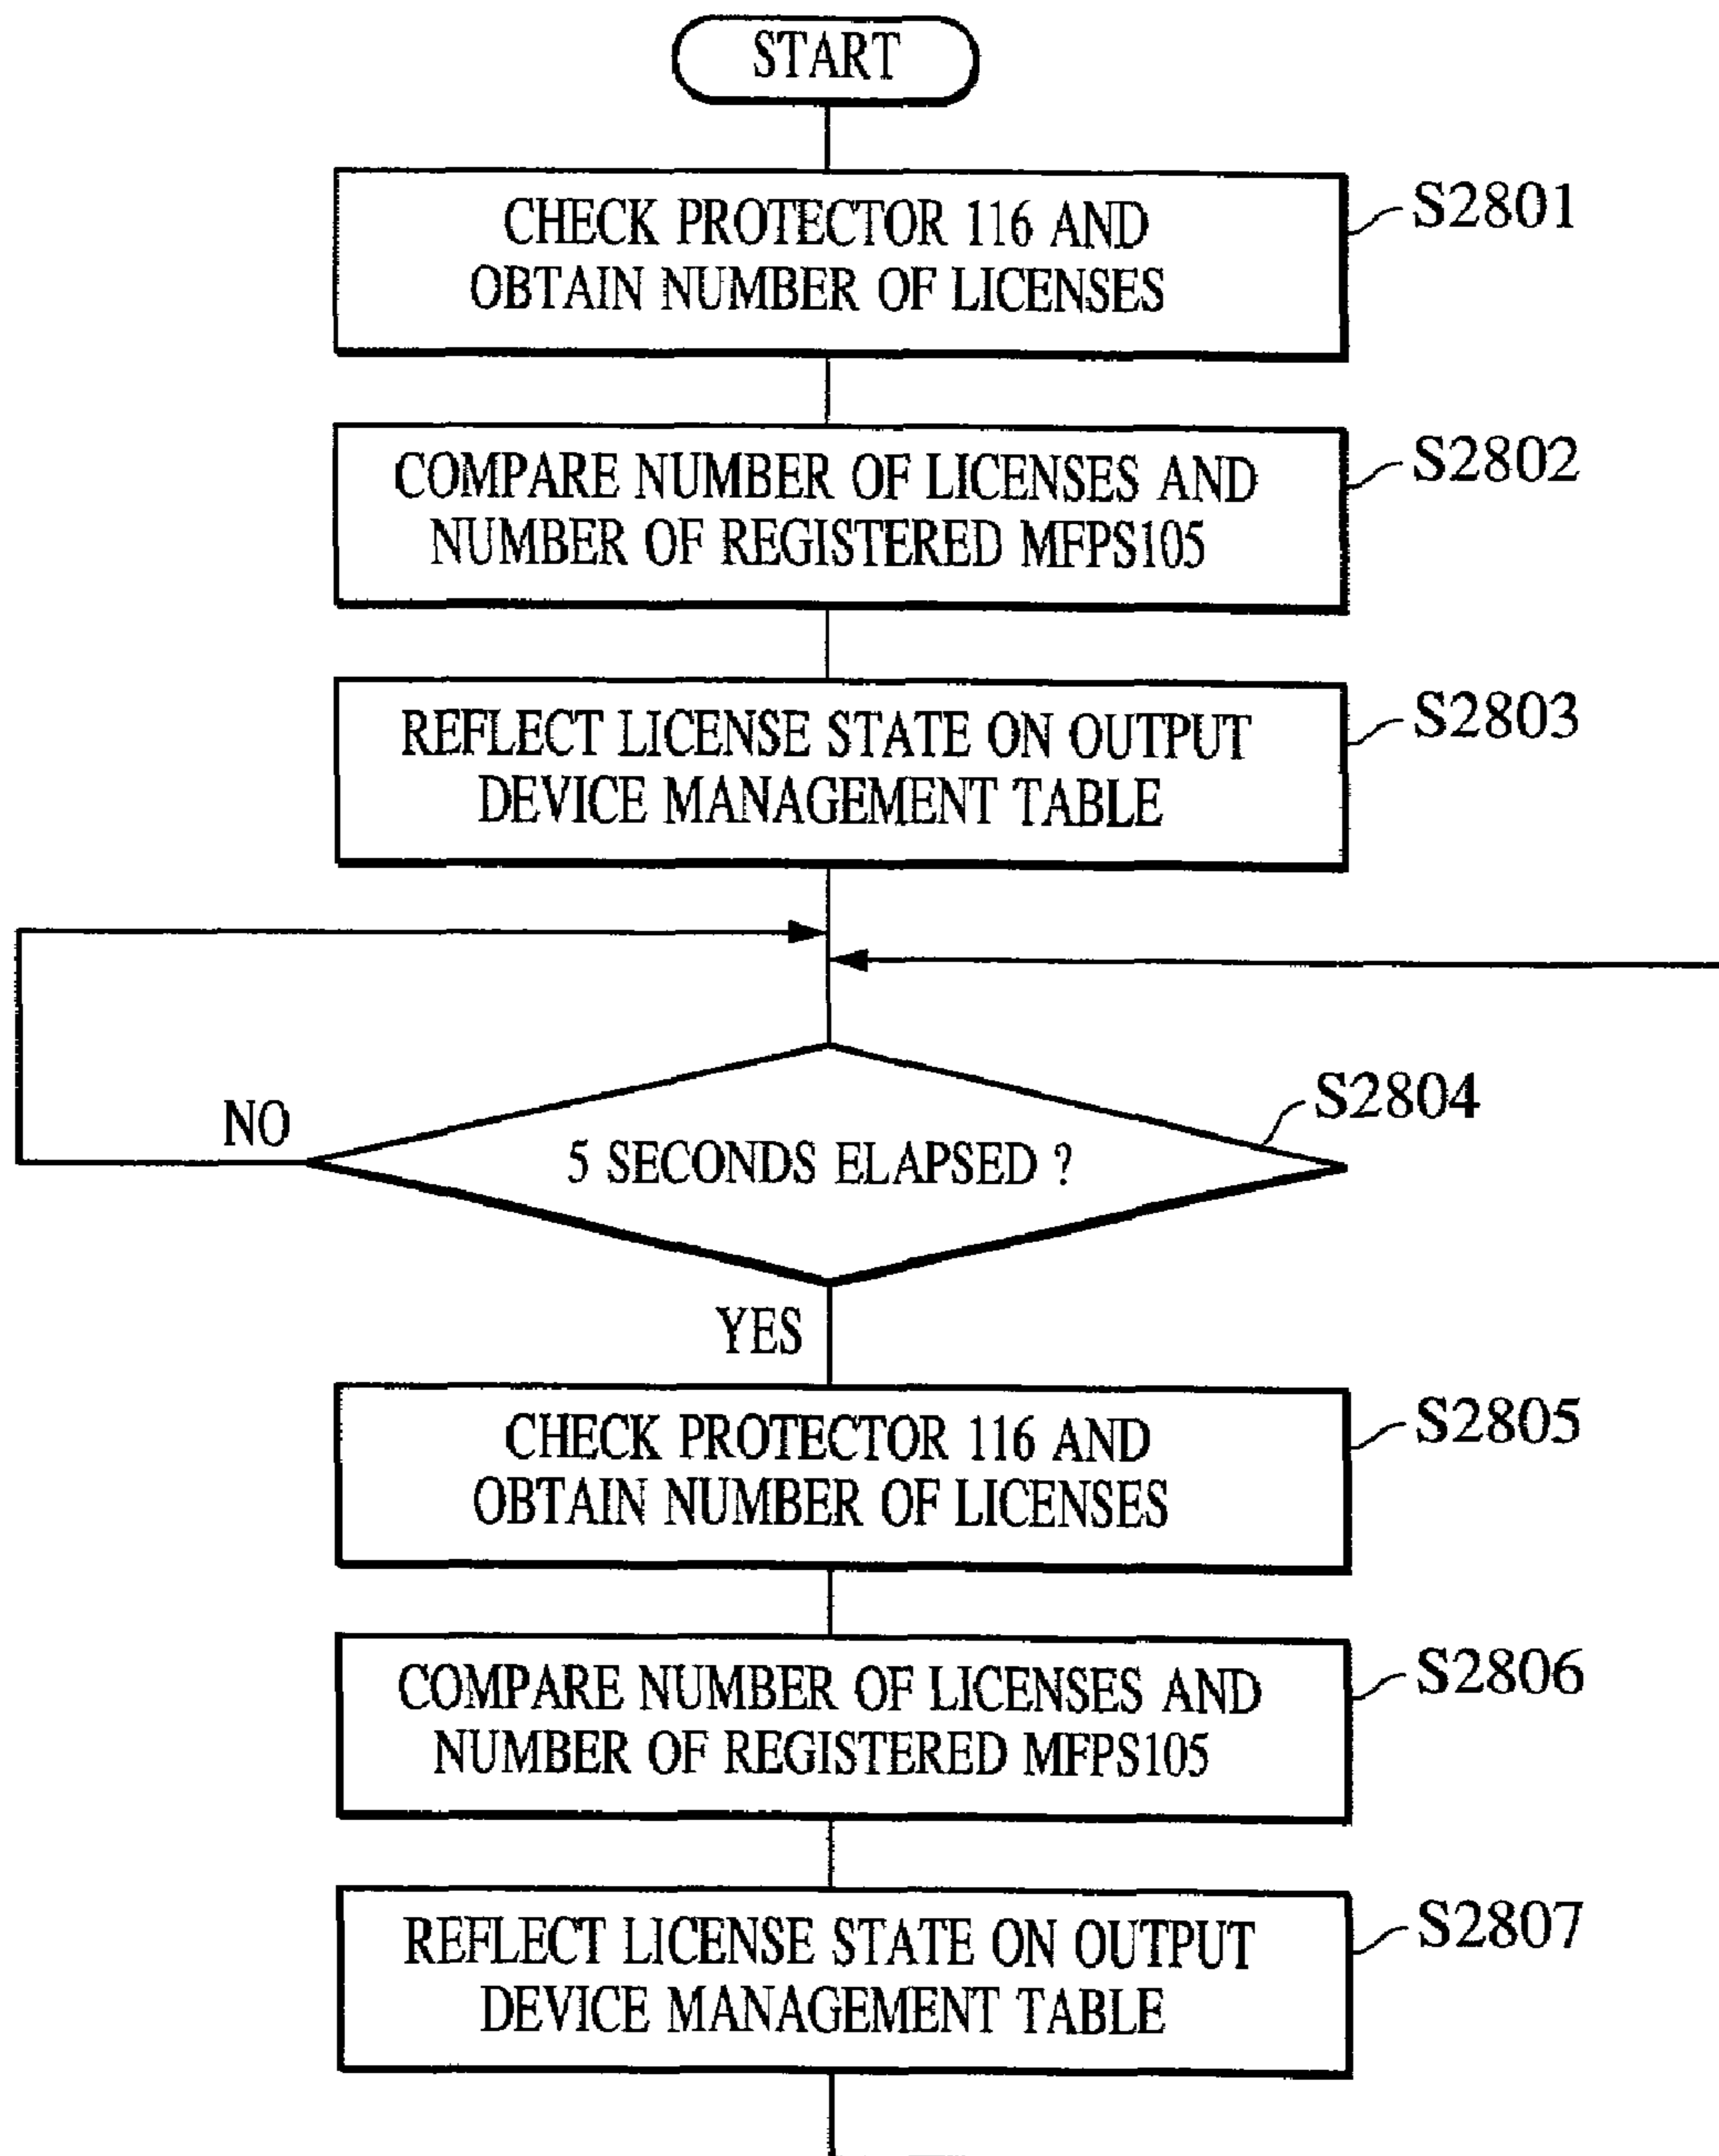 START
CHECK PROTECTOR 116 AND
OBTAIN NUMBER OF LICENSES
S2801
COMPARE NUMBER OF LICENSES AND
NUMBER OF REGISTERED MFPS105
S2802
REFLECT LICENSE STATE ON OUTPUT
DEVICE MANAGEMENT TABLE
S2803
NO
5 SECONDS ELAPSED ?
S2804
YES
CHECK PROTECTOR 116 AND
OBTAIN NUMBER OF LICENSES
S2805
COMPARE NUMBER OF LICENSES AND
NUMBER OF REGISTERED MFPS105
S2806
REFLECT LICENSE STATE ON OUTPUT
DEVICE MANAGEMENT TABLE
S2807